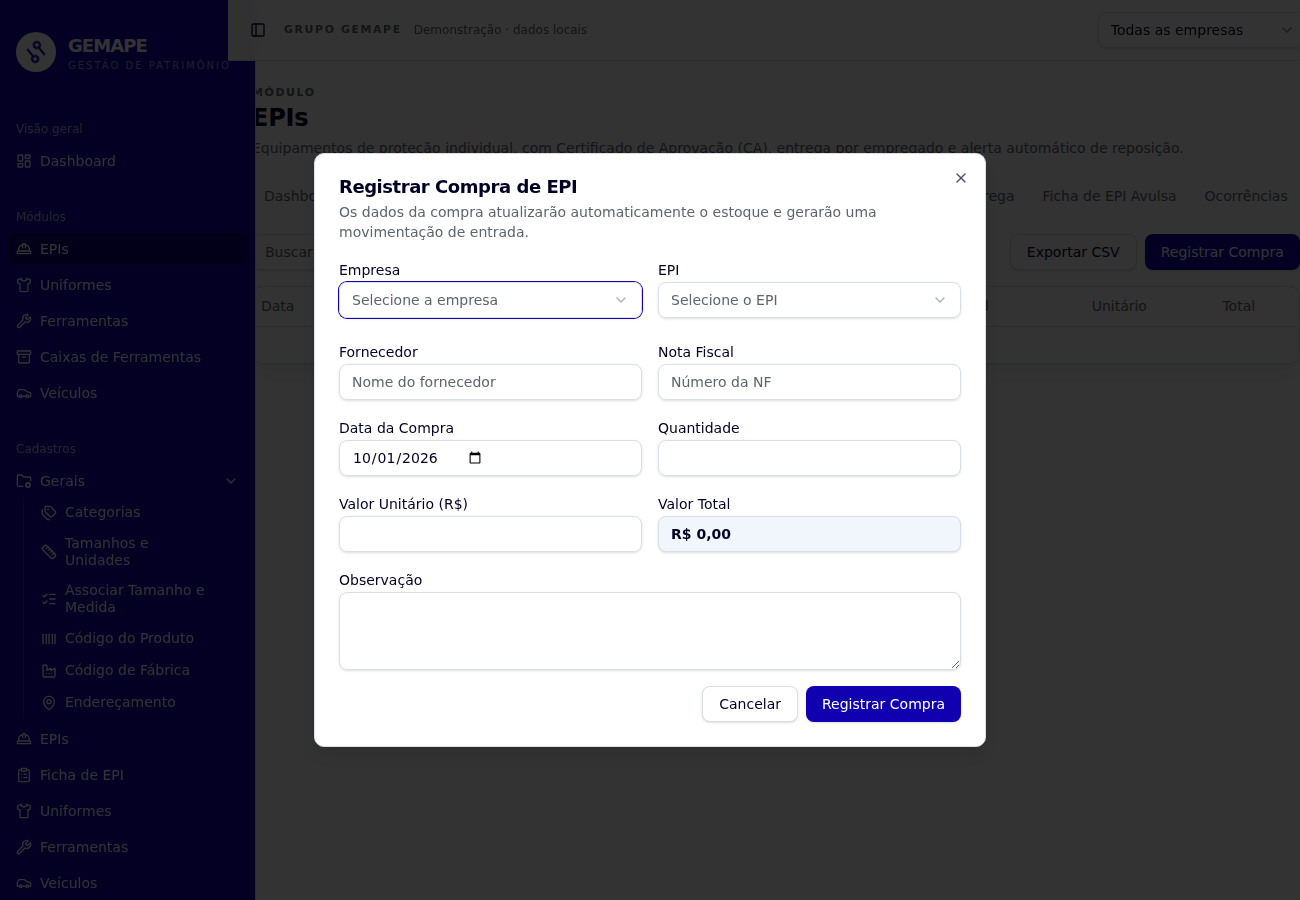 GEMAPE
GESTÃO DE PATRIMÔNIO
GRUPO GEMAPE
Demonstração · dados locais
Todas as empresas
Visão geral
Dashboard
Módulos
EPIs
Uniformes
Ferramentas
Caixas de Ferramentas
Veículos
Cadastros
Gerais
Categorias
Tamanhos e
Unidades
Associar Tamanho e
Medida
Código do Produto
Código de Fábrica
Endereçamento
EPIs
Ficha de EPI
Uniformes
Ferramentas
Veículos
MÓDULO
EPIs
Equipamentos de proteção individual, com Certificado de Aprovação (CA), entrega por empregado e alerta automático de reposição.
Ficha de EPI Avulsa
Ocorrências
Buscar
Exportar CSV
Registrar Compra
Data
Unitário
Total
Registrar Compra de EPI
Os dados da compra atualizarão automaticamente o estoque e gerarão uma
movimentação de entrada.
Empresa
EPI
Selecione a empresa
Selecione o EPI
Fornecedor
Nota Fiscal
Nome do fornecedor
Número da NF
Data da Compra
Quantidade
10/01/2026
Valor Unitário (R$)
Valor Total
R$ 0,00
Observação
Cancelar
Registrar Compra